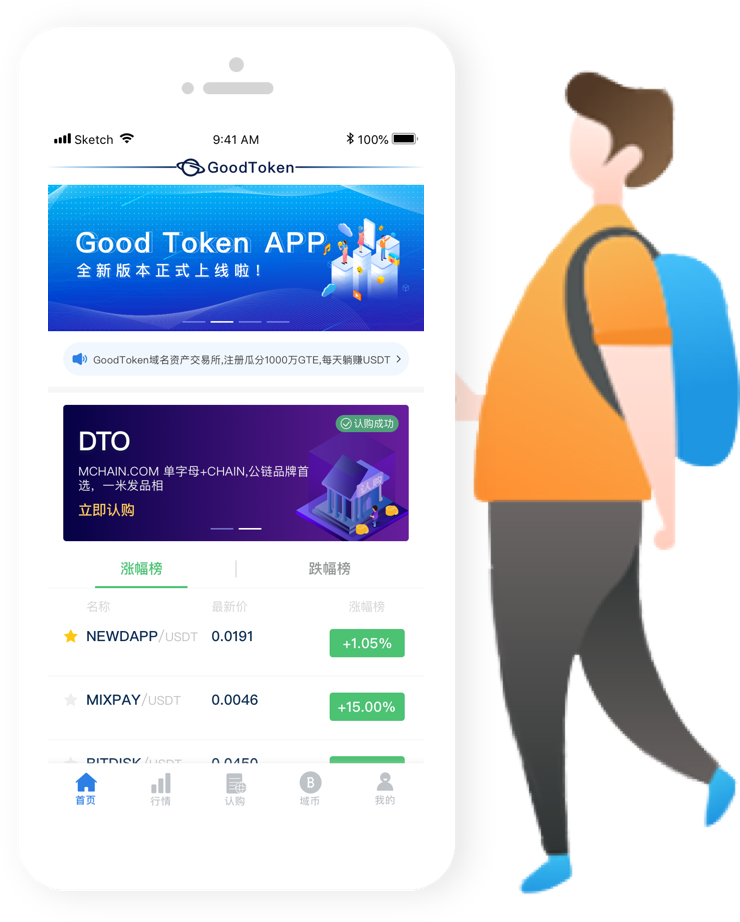 Sketch 9:41 AM 100%
GoodToken
Good Token APP
全新版本正式上线啦！
GoodToken域名资产交易所,注册瓜分1000万GTE,每天躺赚USDT
认购成功
DTO
MCHAIN.COM 单字母+CHAIN,公链品牌首
选，一米发品相
立即认购
涨幅榜 跌幅榜
名称 最新价 涨幅榜
NEWDAPP/USDT 0.0191 +1.05%
MIXPAY/USDT 0.0046 +15.00%
BITDISK/USDT 0.0450
首页 行情 认购 域币 我的